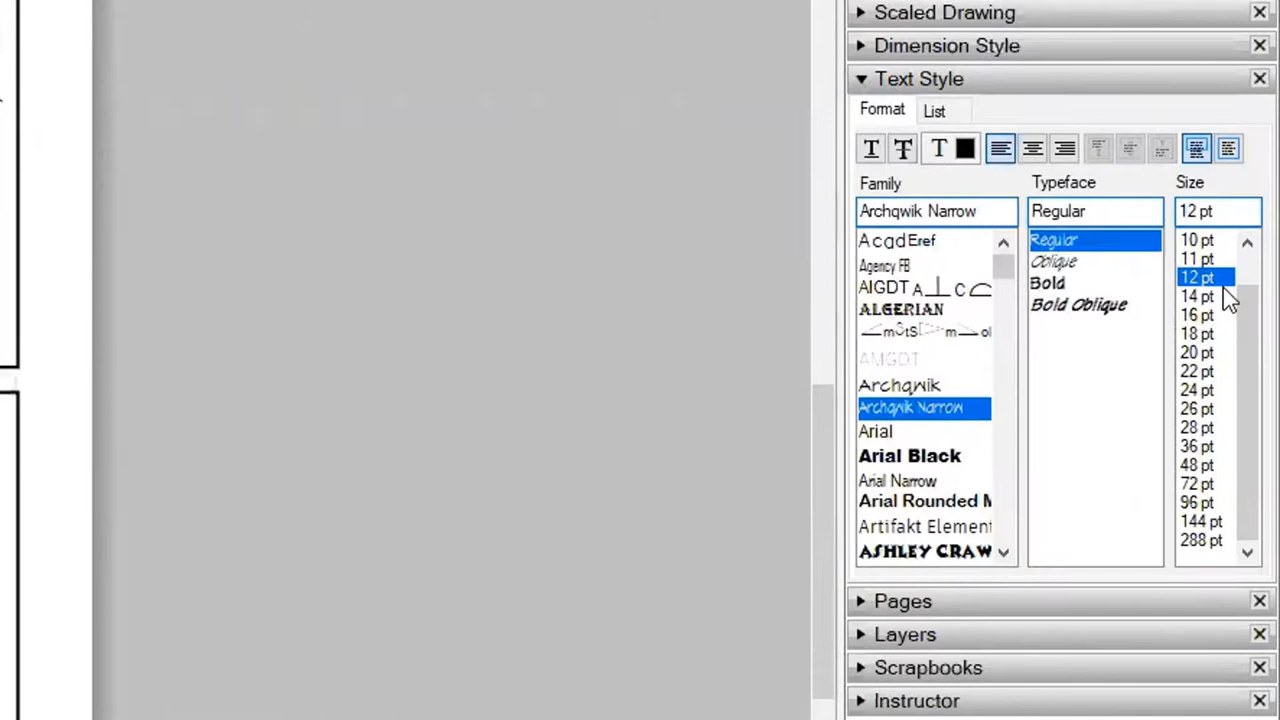 Scaled Drawing
Dimension Style
Text Style
Format List
T T T
Family Typeface Size
Archqwik Narrow Regular 12 pt
AcadEref
Agency FB
AIGDT
ALGERIAN
AMGDT
Archqwik
Archqwik Narrow
Arial
Arial Black
Arial Narrow
Arial Rounded M
Artifakt Element
ASHLEY CRAW
Regular
Oblique
Bold
Bold Oblique
10 pt
11 pt
12 pt
14 pt
16 pt
18 pt
20 pt
22 pt
24 pt
26 pt
28 pt
36 pt
48 pt
72 pt
96 pt
144 pt
288 pt
Pages
Layers
Scrapbooks
Instructor